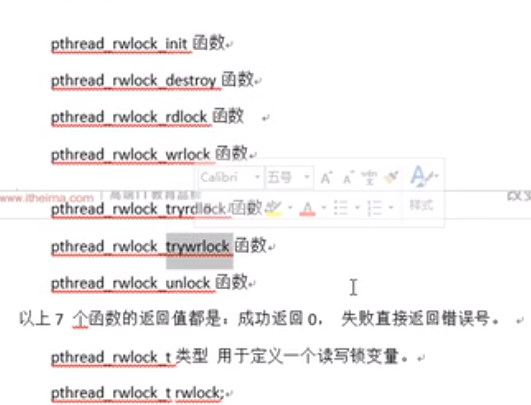 pthread_rwlock_init 函数
pthread_rwlock_destroy 函数
pthread_rwlock_rdlock 函数
pthread_rwlock_wrlock 函数
Calibri 五号
www.itheima.com | 高端IT教育品
pthread_rwlock_tryrdlock 函数
样式
pthread_rwlock_trywrlock 函数
pthread_rwlock_unlock 函数
以上 7 个函数的返回值都是：成功返回 0， 失败直接返回错误号。
pthread_rwlock_t 类型 用于定义一个读写锁变量。
pthread_rwlock_t rwlock;